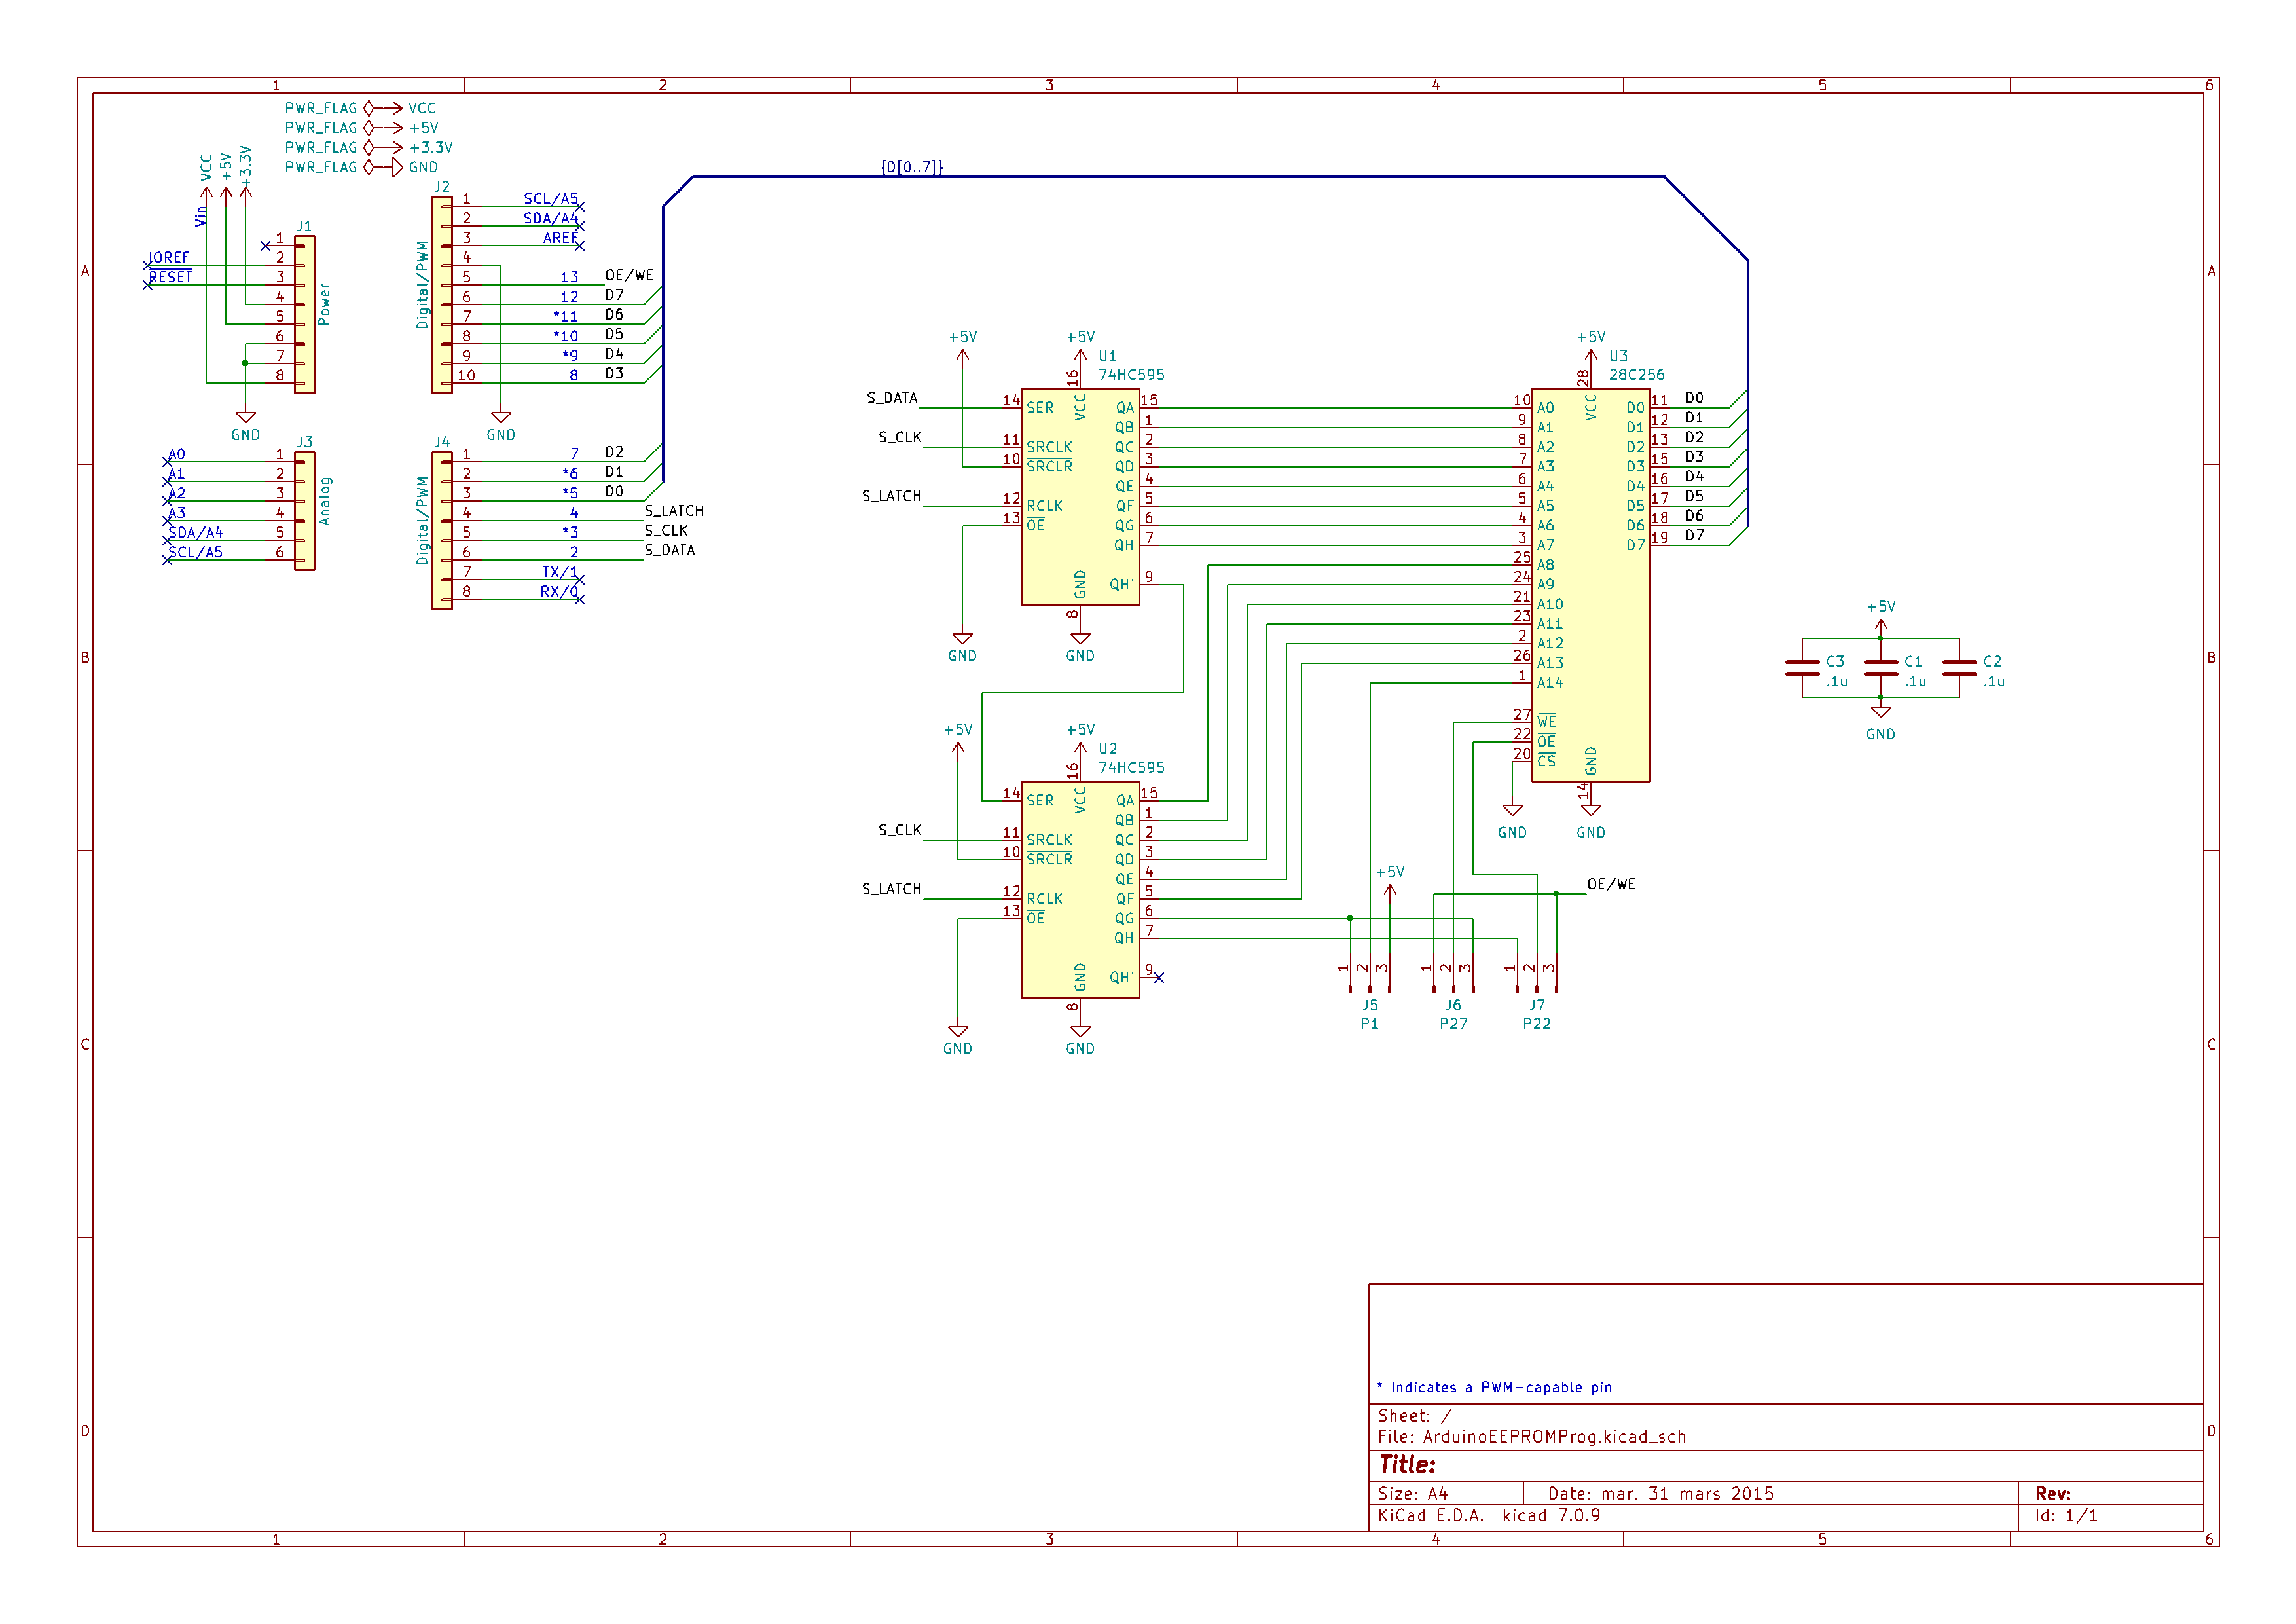 1 2 3 4 5 6
A
B
C
D
A
B
C
D
PWR_FLAG VCC
PWR_FLAG +5V
PWR_FLAG +3.3V
PWR_FLAG GND
VCC
+5V
+3.3V
Vin
J1
Power
1
IOREF 2
RESET 3
4
5
6
7
8
GND
J2
Digital/PWM
1 SCL/A5
2 SDA/A4
3 AREF
4
5 13 OE/WE
6 12 D7
7 *11 D6
8 *10 D5
9 *9 D4
10 8 D3
GND
J3
Analog
A0 1
A1 2
A2 3
A3 4
SDA/A4 5
SCL/A5 6
J4
Digital/PWM
1 7 D2
2 *6 D1
3 *5 D0
4 4 S_LATCH
5 *3 S_CLK
6 2 S_DATA
7 TX/1
8 RX/0
{D[0..7]}
+5V
+5V
U1
74HC595
16
VCC
S_DATA 14 SER QA 15
QB 1
S_CLK 11 SRCLK QC 2
10 SRCLR QD 3
QE 4
S_LATCH 12 RCLK QF 5
13 OE QG 6
QH 7
QH' 9
GND
8
GND
GND
+5V
+5V
U2
74HC595
16
VCC
14 SER QA 15
QB 1
S_CLK 11 SRCLK QC 2
10 SRCLR QD 3
QE 4
S_LATCH 12 RCLK QF 5
13 OE QG 6
QH 7
QH' 9
GND
8
GND
GND
+5V
U3
28C256
28
VCC
10 A0 D0 11 D0
9 A1 D1 12 D1
8 A2 D2 13 D2
7 A3 D3 15 D3
6 A4 D4 16 D4
5 A5 D5 17 D5
4 A6 D6 18 D6
3 A7 D7 19 D7
25 A8
24 A9
21 A10
23 A11
2 A12
26 A13
1 A14
27 WE
22 OE
20 CS
GND
14
GND
GND
+5V
OE/WE
1 2 3
J5
P1
1 2 3
J6
P27
1 2 3
J7
P22
+5V
C3 C1 C2
.1u .1u .1u
GND
* Indicates a PWM-capable pin
Sheet: /
File: ArduinoEEPROMProg.kicad_sch
Title:
Size: A4 Date: mar. 31 mars 2015 Rev:
KiCad E.D.A. kicad 7.0.9 Id: 1/1
1 2 3 4 5 6